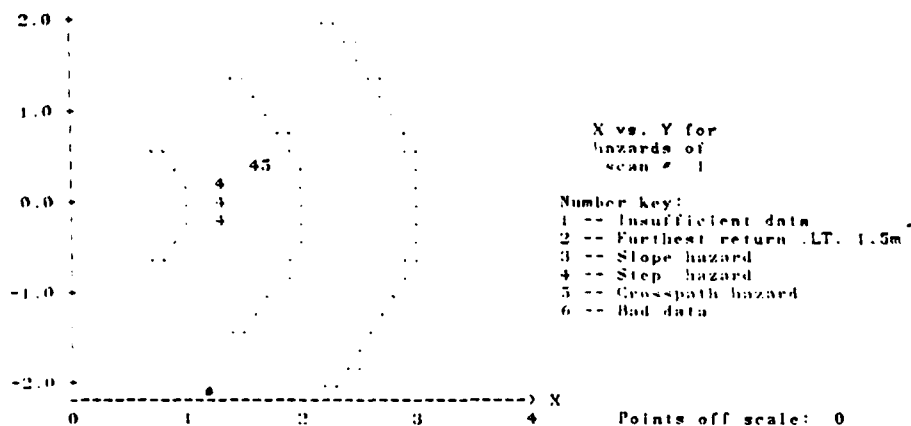 2.0
1.0
0.0
-1.0
-2.0
45
4
4
4
X vs. Y for
hazards of
scan # 1
Number key:
1 -- Insufficient data
2 -- Furthest return .LT. 1.5m
3 -- Slope hazard
4 -- Step hazard
5 -- Crosspath hazard
6 -- Bad data
0 1 2 3 4
X
Points off scale: 0